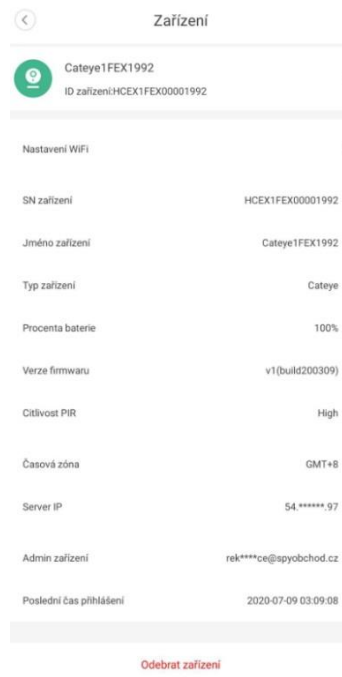 Zařízení
Cateye1FEX1992
ID zařízení:HCEX1FEX00001992
Nastavení WiFi
SN zařízení HCEX1FEX00001992
Jméno zařízení Cateye1FEX1992
Typ zařízení Cateye
Procenta baterie 100%
Verze firmwaru v1(build200309)
Citlivost PIR High
Časová zóna GMT+8
Server IP 54.******.97
Admin zařízení rek****ce@spyobchod.cz
Poslední čas přihlášení 2020-07-09 03:09:08
Odebrat zařízení